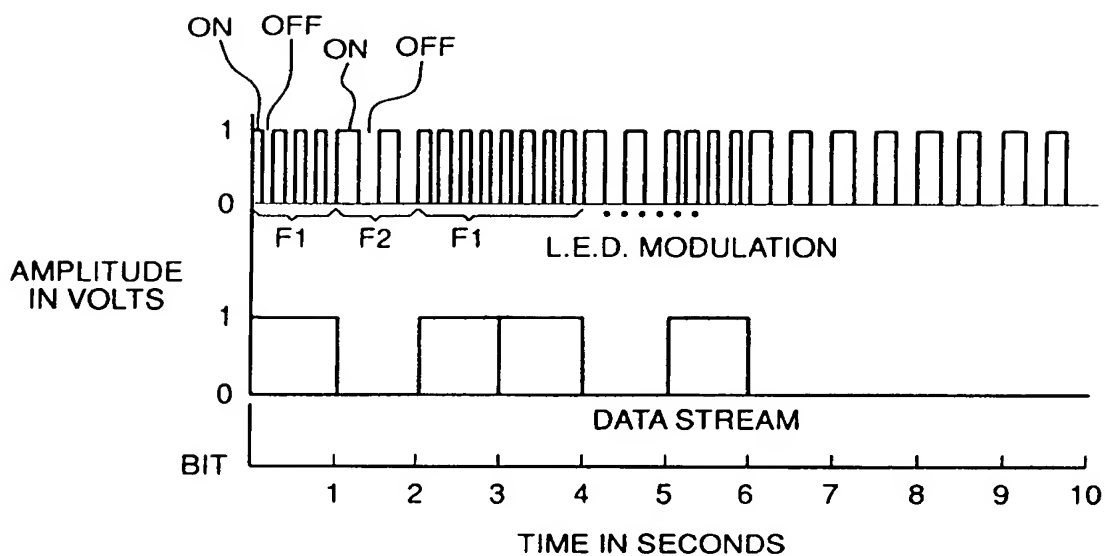 ON OFF ON OFF
1
0
F1 F2 F1
L.E.D. MODULATION
AMPLITUDE
IN VOLTS
1
0
DATA STREAM
BIT
1 2 3 4 5 6 7 8 9 10
TIME IN SECONDS